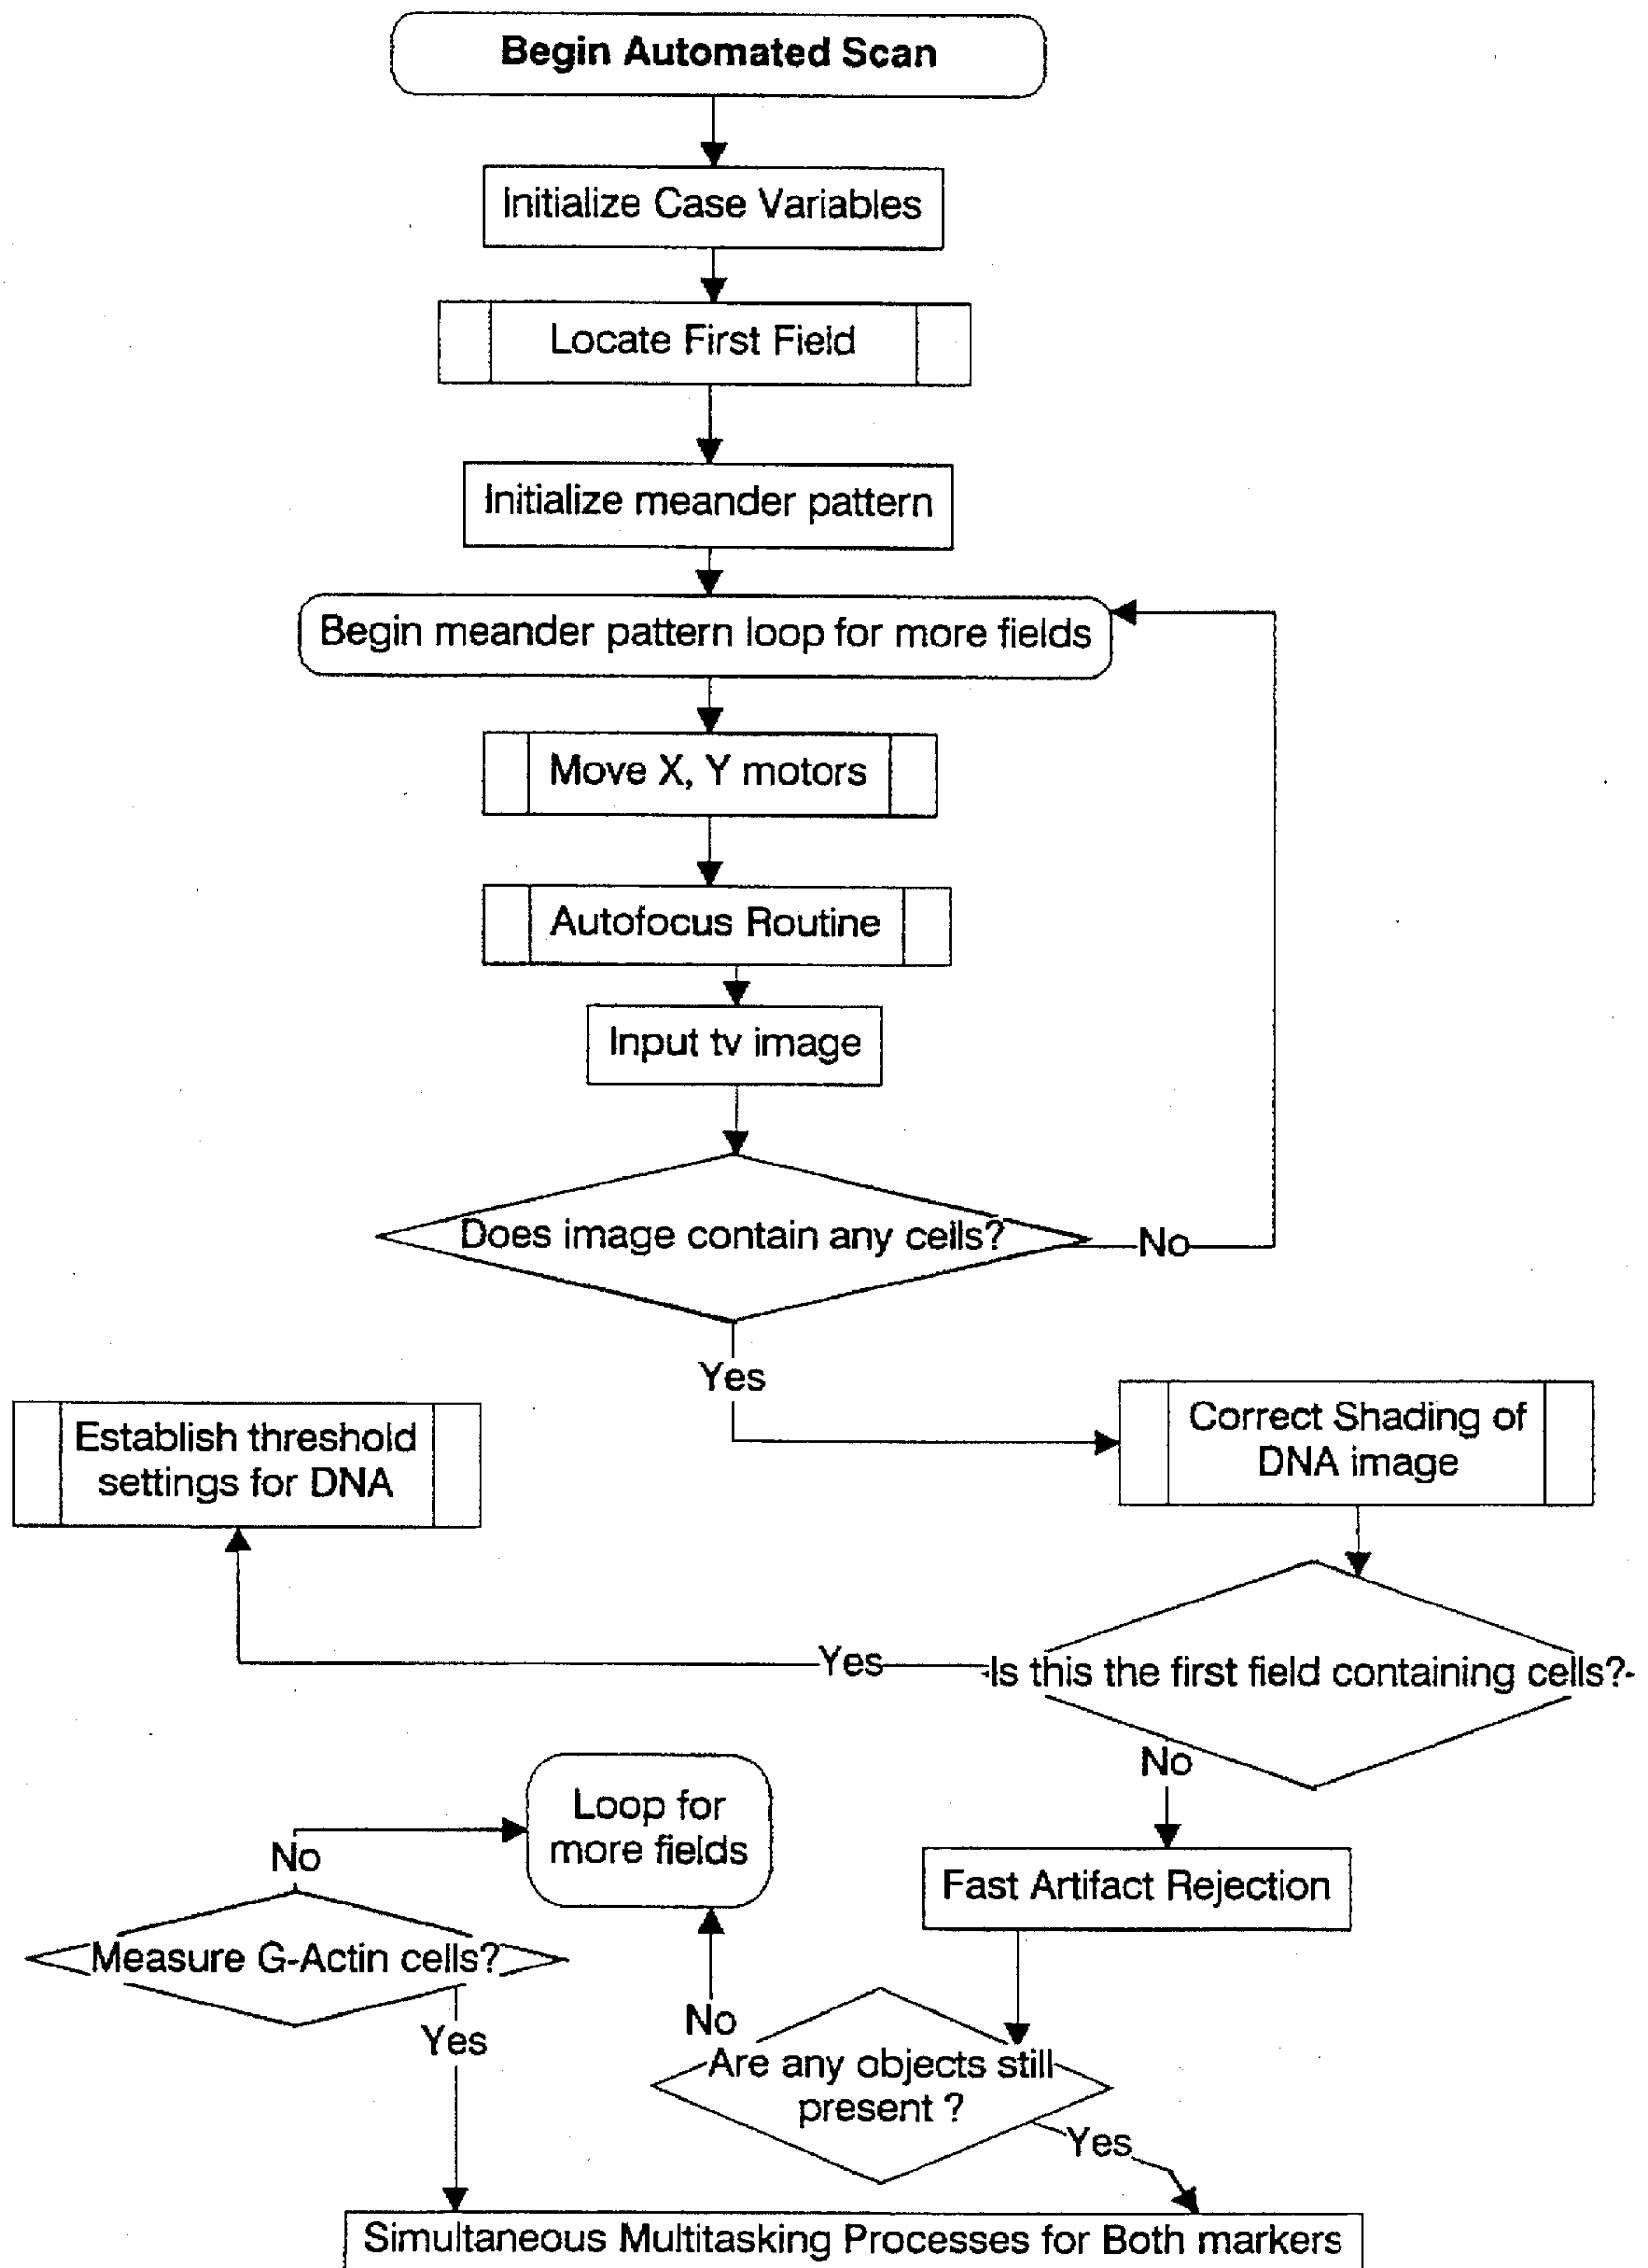 Begin Automated Scan
Initialize Case Variables
Locate First Field
Initialize meander pattern
Begin meander pattern loop for more fields
Move X, Y motors
Autofocus Routine
Input tv image
Does image contain any cells?
No
Yes
Establish threshold
settings for DNA
Correct Shading of
DNA image
Yes
Is this the first field containing cells?
No
Loop for
more fields
No
Fast Artifact Rejection
Measure G-Actin cells?
No
Yes
Are any objects still
present ?
Yes
Simultaneous Multitasking Processes for Both markers